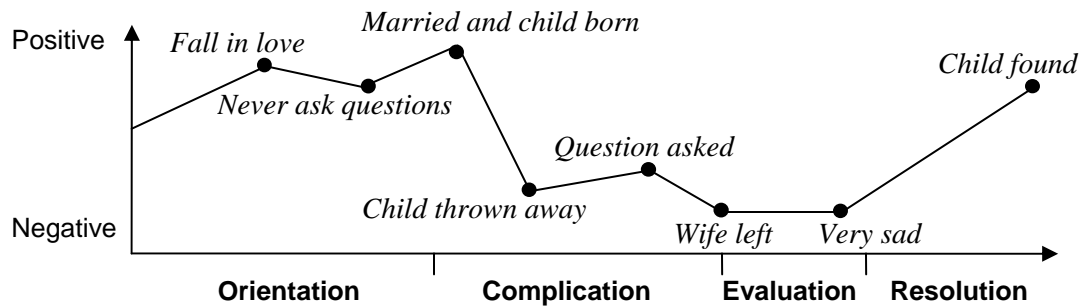 Married and child born
Positive
Fall in love
Child found
Never ask questions
Question asked
Child thrown away
Negative
Wife left
Very sad
Orientation
Complication
Evaluation
Resolution